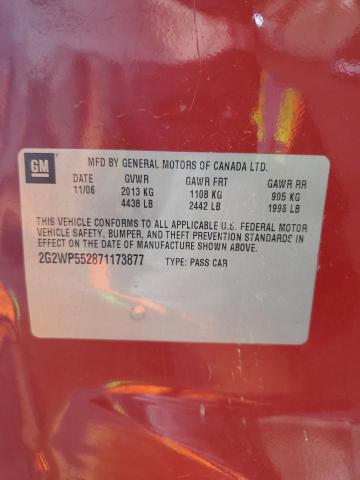 GM
MFD BY GENERAL MOTORS OF CANADA LTD.
DATE GVWR GAWR FRT GAWR RR
11/06 2013 KG 1108 KG 905 KG
4438 LB 2442 LB 1996 LB
THIS VEHICLE CONFORMS TO ALL APPLICABLE U.S. FEDERAL MOTOR
VEHICLE SAFETY, BUMPER, AND THEFT PREVENTION STANDARDS IN
EFFECT ON THE DATE OF MANUFACTURE SHOWN ABOVE.
2G2WP552871173877 TYPE: PASS CAR